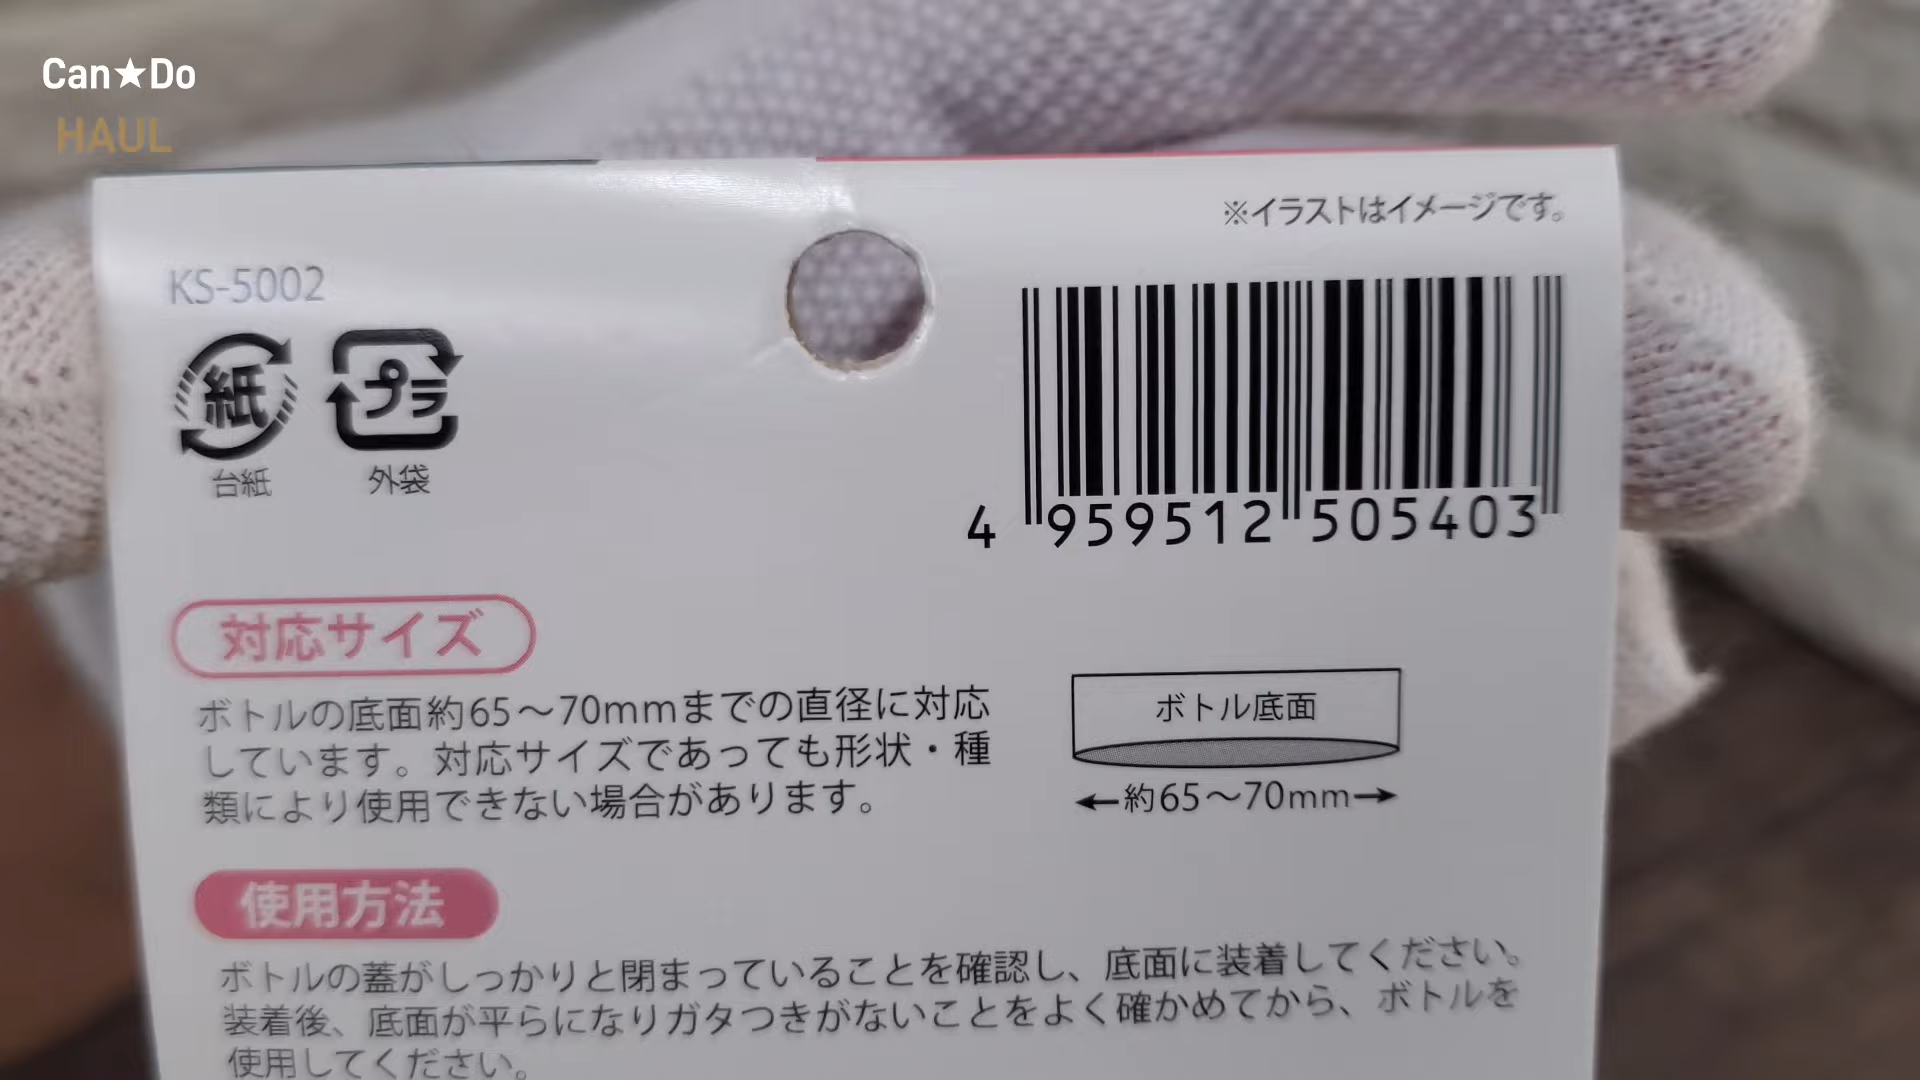 Can★Do
HAUL
※イラストはイメージです。
KS-5002
紙
プラ
台紙
外袋
4 959512 505403
対応サイズ
ボトルの底面約65〜70mmまでの直径に対応
しています。対応サイズであっても形状・種
類により使用できない場合があります。
ボトル底面
約65〜70mm
使用方法
ボトルの蓋がしっかりと閉まっていることを確認し、底面に装着してください。
装着後、底面が平らになりガタつきがないことをよく確かめてから、ボトルを
使用してください。